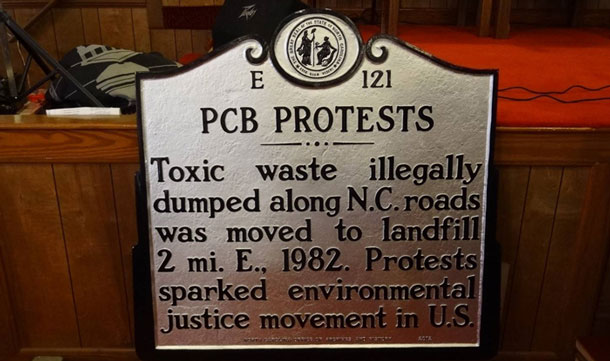 E 121
PCB PROTESTS
Toxic waste illegally
dumped along N.C. roads
was moved to landfill
2 mi. E., 1982. Protests
sparked environmental
justice movement in U.S.